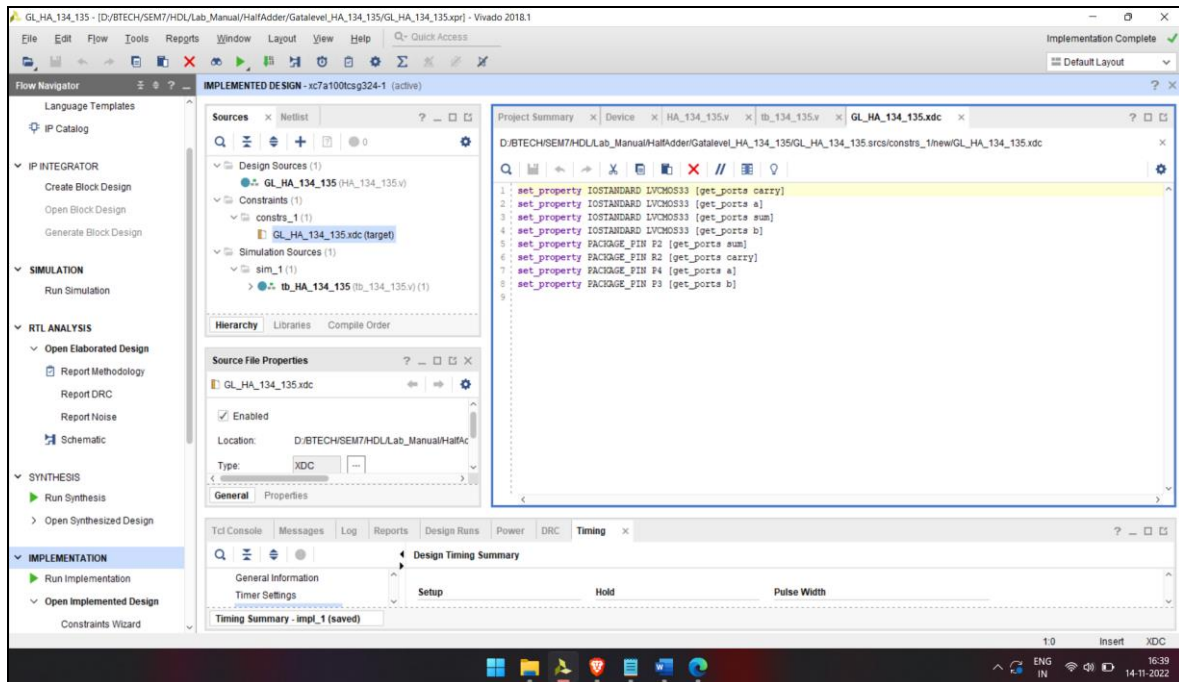 GL_HA_134_135 - [D:/BTECH/SEM7/HDL/Lab_Manual/HalfAdder/Gatalevel_HA_134_135/GL_HA_134_135.xpr] - Vivado 2018.1
File Edit Flow Tools Reports Window Layout View Help Q- Quick Access
Implementation Complete
Default Layout
Flow Navigator
IMPLEMENTED DESIGN - xc7a100tcsg324-1 (active)
Language Templates
IP Catalog
IP INTEGRATOR
Create Block Design
Open Block Design
Generate Block Design
SIMULATION
Run Simulation
RTL ANALYSIS
Open Elaborated Design
Report Methodology
Report DRC
Report Noise
Schematic
SYNTHESIS
Run Synthesis
Open Synthesized Design
IMPLEMENTATION
Run Implementation
Open Implemented Design
Constraints Wizard
Sources Netlist
0
Design Sources (1)
GL_HA_134_135 (HA_134_135.v)
Constraints (1)
constrs_1 (1)
GL_HA_134_135.xdc (target)
Simulation Sources (1)
sim_1 (1)
tb_HA_134_135 (tb_134_135.v) (1)
Hierarchy Libraries Compile Order
Source File Properties
GL_HA_134_135.xdc
Enabled
Location: D:/BTECH/SEM7/HDL/Lab_Manual/HalfAc
Type: XDC
General Properties
Project Summary Device HA_134_135.v tb_134_135.v GL_HA_134_135.xdc
D:/BTECH/SEM7/HDL/Lab_Manual/HalfAdder/Gatalevel_HA_134_135/GL_HA_134_135.srcs/constrs_1/new/GL_HA_134_135.xdc
1 set_property IOSTANDARD LVCMOS33 [get_ports carry]
2 set_property IOSTANDARD LVCMOS33 [get_ports a]
3 set_property IOSTANDARD LVCMOS33 [get_ports sum]
4 set_property IOSTANDARD LVCMOS33 [get_ports b]
5 set_property PACKAGE_PIN P2 [get_ports sum]
6 set_property PACKAGE_PIN R2 [get_ports carry]
7 set_property PACKAGE_PIN P4 [get_ports a]
8 set_property PACKAGE_PIN P3 [get_ports b]
9
Tcl Console Messages Log Reports Design Runs Power DRC Timing
Design Timing Summary
General Information
Timer Settings
Setup Hold Pulse Width
Timing Summary - impl_1 (saved)
1:0 Insert XDC
ENG
IN
16:39
14-11-2022